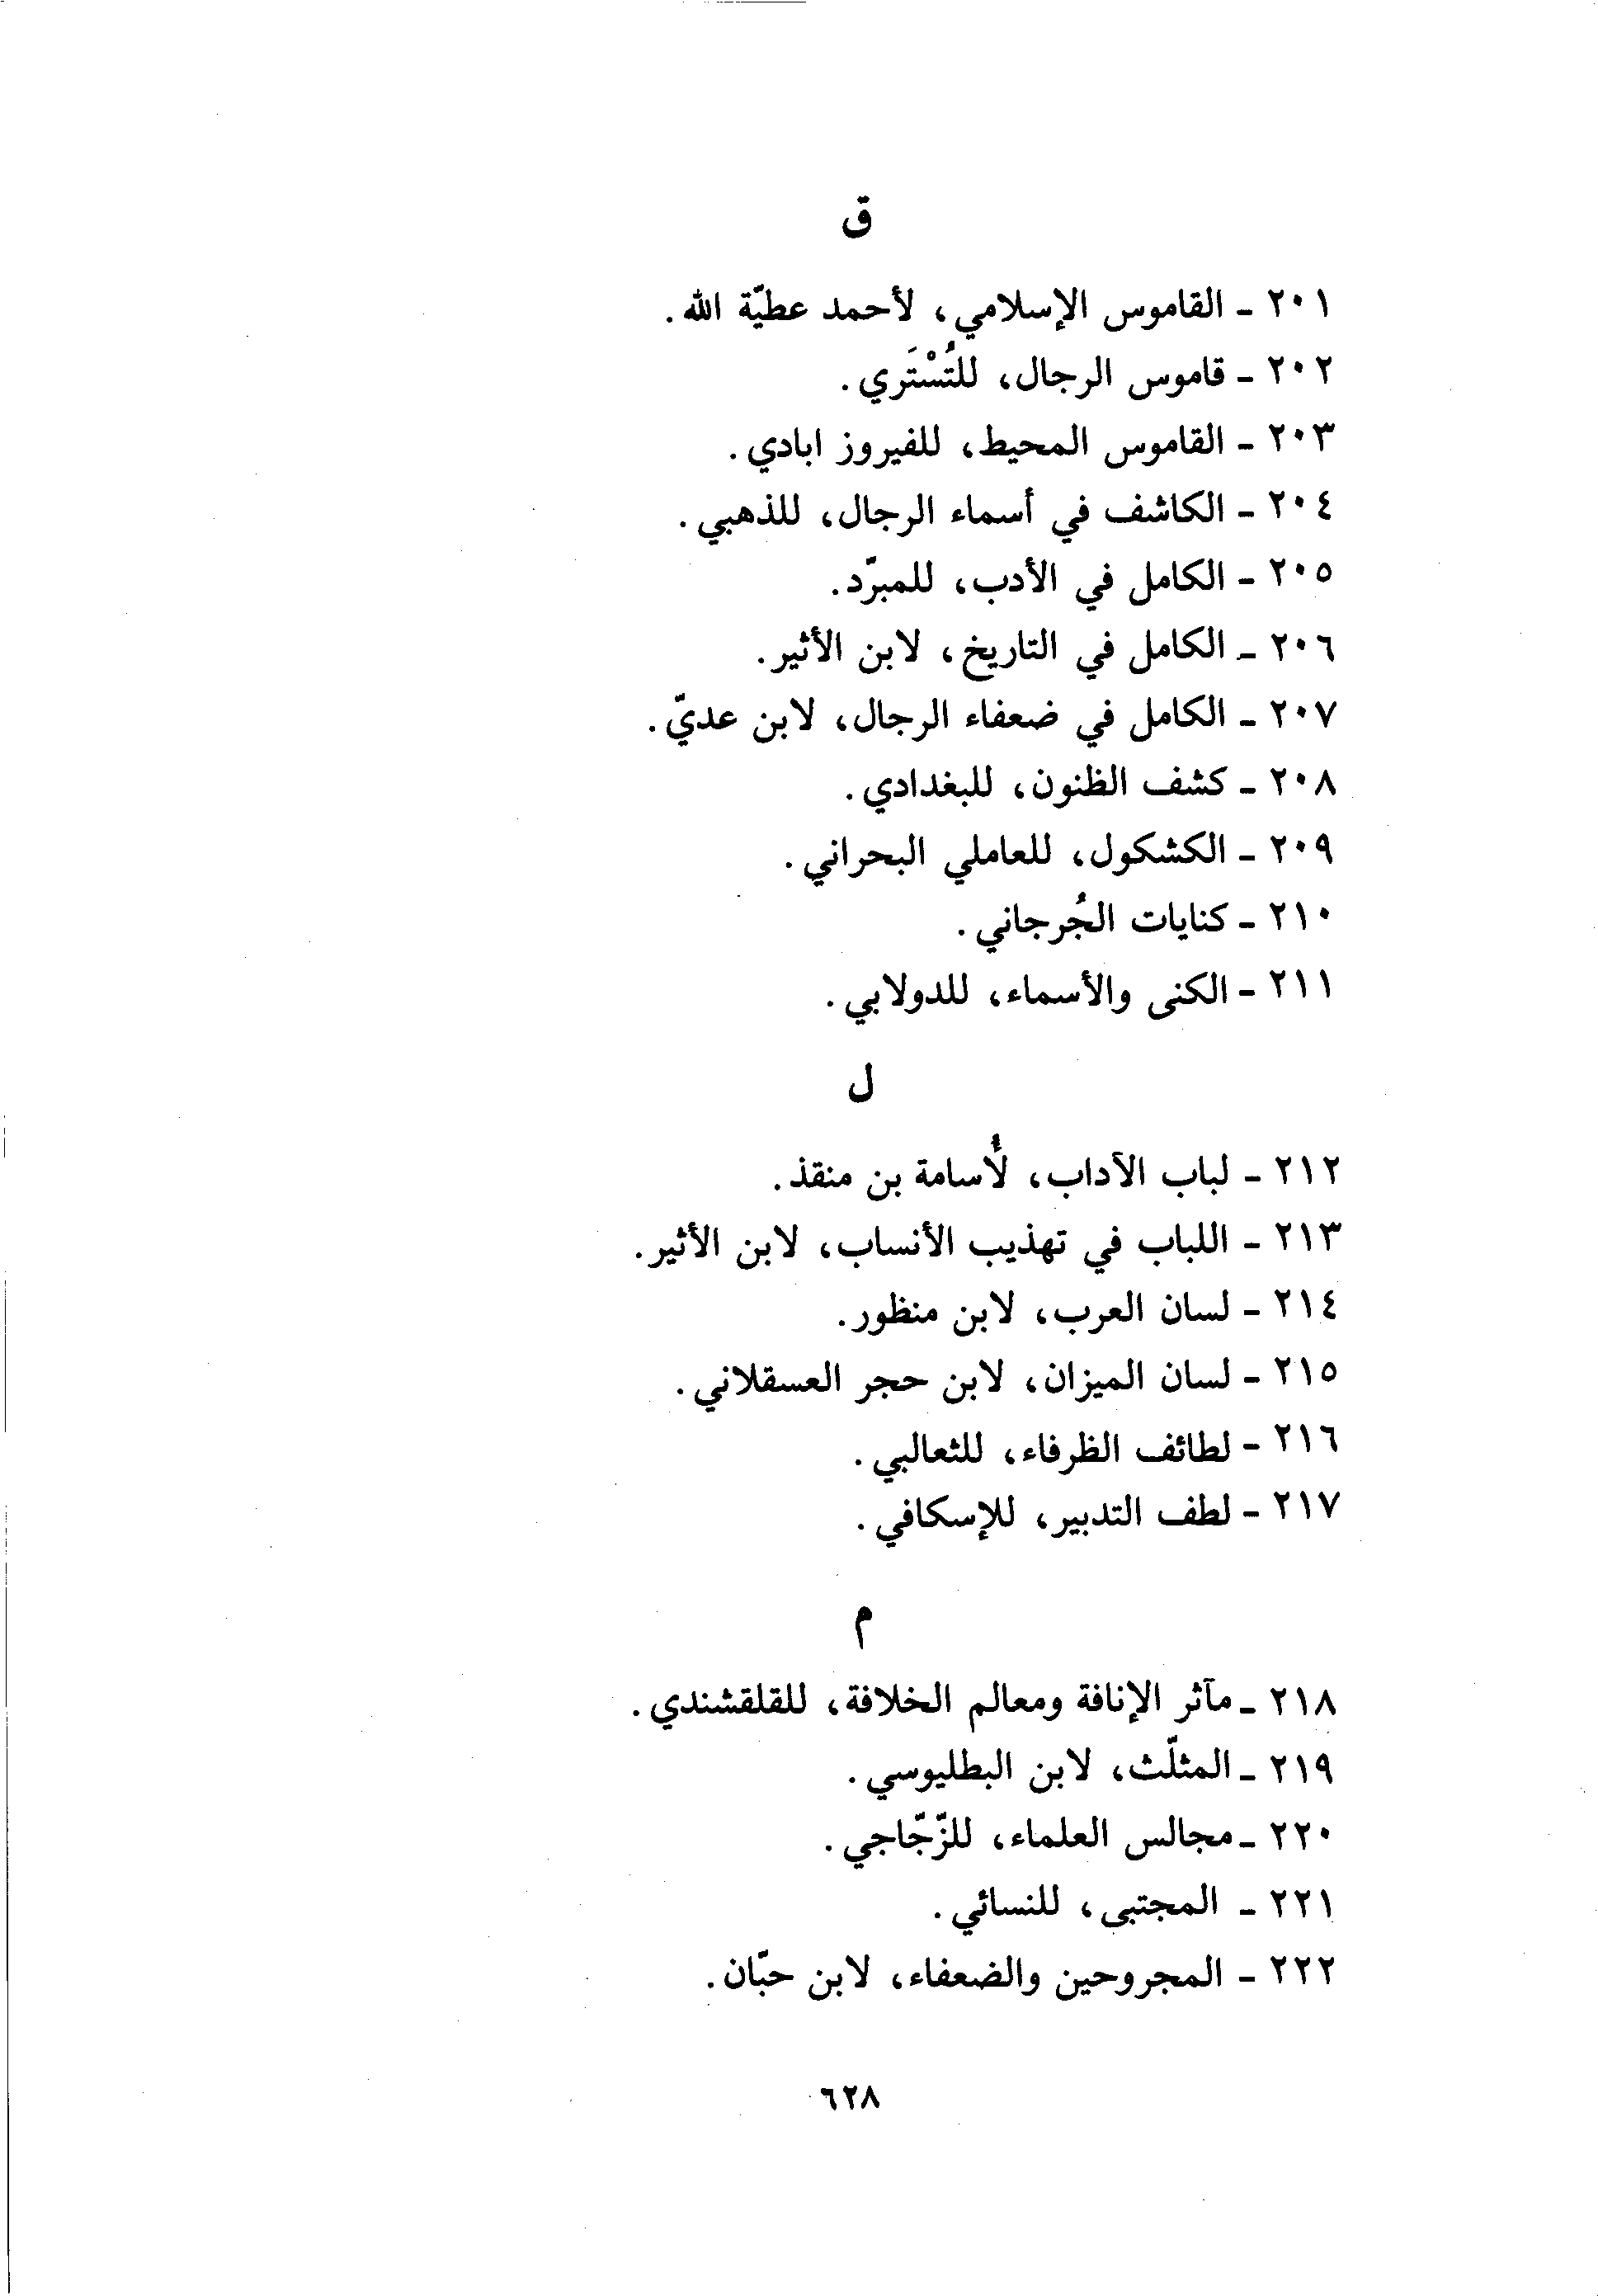 ق
٢٠١ - القاموس الإسلامي، لأحمد عطيّة الله.
٢٠٢ - قاموس الرجال، للتُسْتَري.
٢٠٣ - القاموس المحيط، للفيروز ابادي.
٢٠٤ - الكاشف في أسماء الرجال، للذهبي.
٢٠٥ - الكامل في الأدب، للمبرّد.
٢٠٦ - الكامل في التاريخ، لابن الأثير.
٢٠٧ - الكامل في ضعفاء الرجال، لابن عديّ.
٢٠٨ - كشف الظنون، للبغدادي.
٢٠٩ - الكشكول، للعاملي البحراني.
٢١٠ - كنايات الجُرجاني.
٢١١ - الكنى والأسماء، للدولابي.
ل
٢١٢ - لباب الآداب، لأُسامة بن منقذ.
٢١٣ - اللباب في تهذيب الأنساب، لابن الأثير.
٢١٤ - لسان العرب، لابن منظور.
٢١٥ - لسان الميزان، لابن حجر العسقلاني.
٢١٦ - لطائف الظرفاء، للثعالبي.
٢١٧ - لطف التدبير، للإسكافي.
م
٢١٨ - مآثر الإنافة ومعالم الخلافة، للقلقشندي.
٢١٩ - المثلّث، لابن البطليوسي.
٢٢٠ - مجالس العلماء، للزّجّاجي.
٢٢١ - المجتبى، للنسائي.
٢٢٢ - المجروحين والضعفاء، لابن حبّان.
٦٢٨